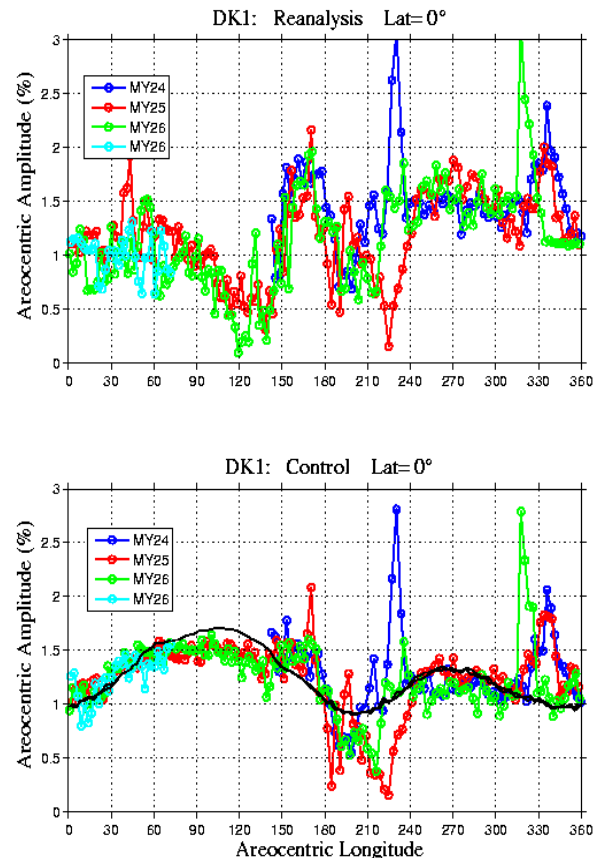 DK1: Reanalysis Lat= 0°
Areocentric Amplitude (%)
3
2.5
2
1.5
1
0.5
0
MY24
MY25
MY26
MY26
0 30 60 90 120 150 180 210 240 270 300 330 360
DK1: Control Lat= 0°
Areocentric Amplitude (%)
3
2.5
2
1.5
1
0.5
0
MY24
MY25
MY26
MY26
0 30 60 90 120 150 180 210 240 270 300 330 360
Areocentric Longitude